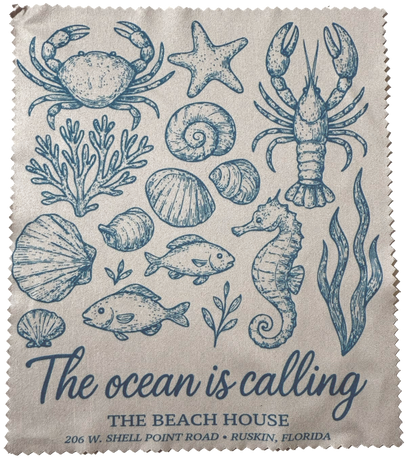 The ocean is calling
THE BEACH HOUSE
206 W. SHELL POINT ROAD • RUSKIN, FLORIDA